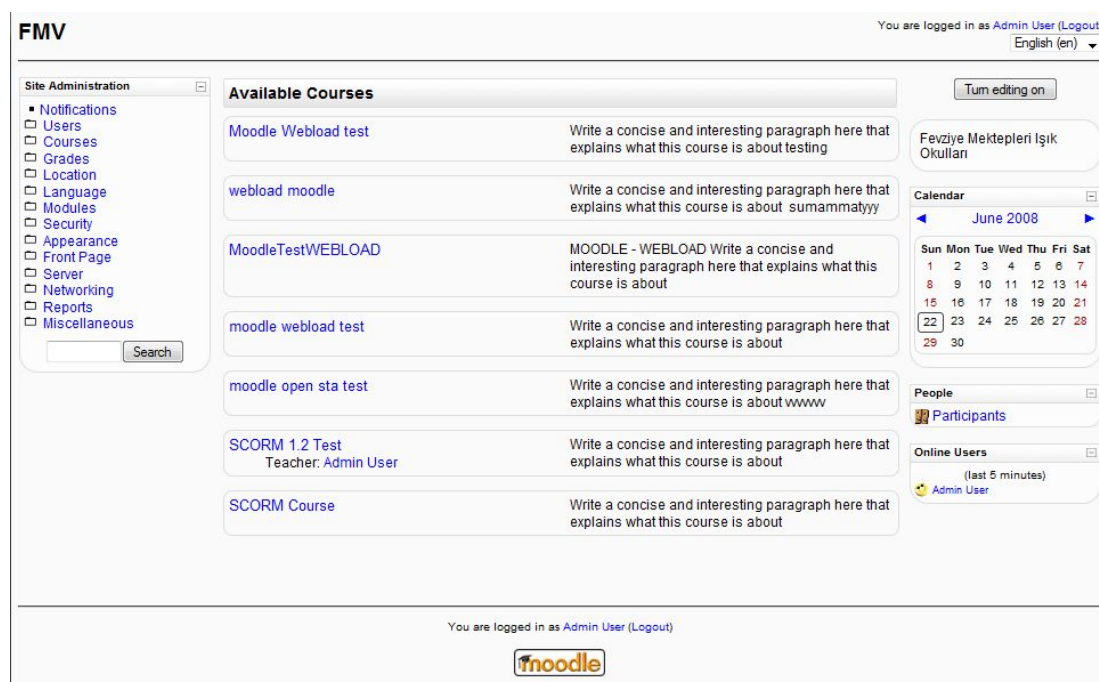 FMV
You are logged in as Admin User (Logout
English (en)
Site Administration
Notifications
Users
Courses
Grades
Location
Language
Modules
Security
Appearance
Front Page
Server
Networking
Reports
Miscellaneous
Search
Available Courses
Moodle Webload test
Write a concise and interesting paragraph here that
explains what this course is about testing
webload moodle
Write a concise and interesting paragraph here that
explains what this course is about sumammatyyy
MoodleTestWEBLOAD
MOODLE - WEBLOAD Write a concise and
interesting paragraph here that explains what this
course is about
moodle webload test
Write a concise and interesting paragraph here that
explains what this course is about
moodle open sta test
Write a concise and interesting paragraph here that
explains what this course is about
SCORM 1.2 Test
Teacher: Admin User
Write a concise and interesting paragraph here that
explains what this course is about
SCORM Course
Write a concise and interesting paragraph here that
explains what this course is about
Turn editing on
Fevziye Mektepleri Işık
Okulları
Calendar
June 2008
Sun Mon Tue Wed Thu Fri Sat
1 2 3 4 5 6 7
8 9 10 11 12 13 14
15 16 17 18 19 20 21
22 23 24 25 26 27 28
29 30
People
Participants
Online Users
(last 5 minutes)
Admin User
You are logged in as Admin User (Logout)
moodle